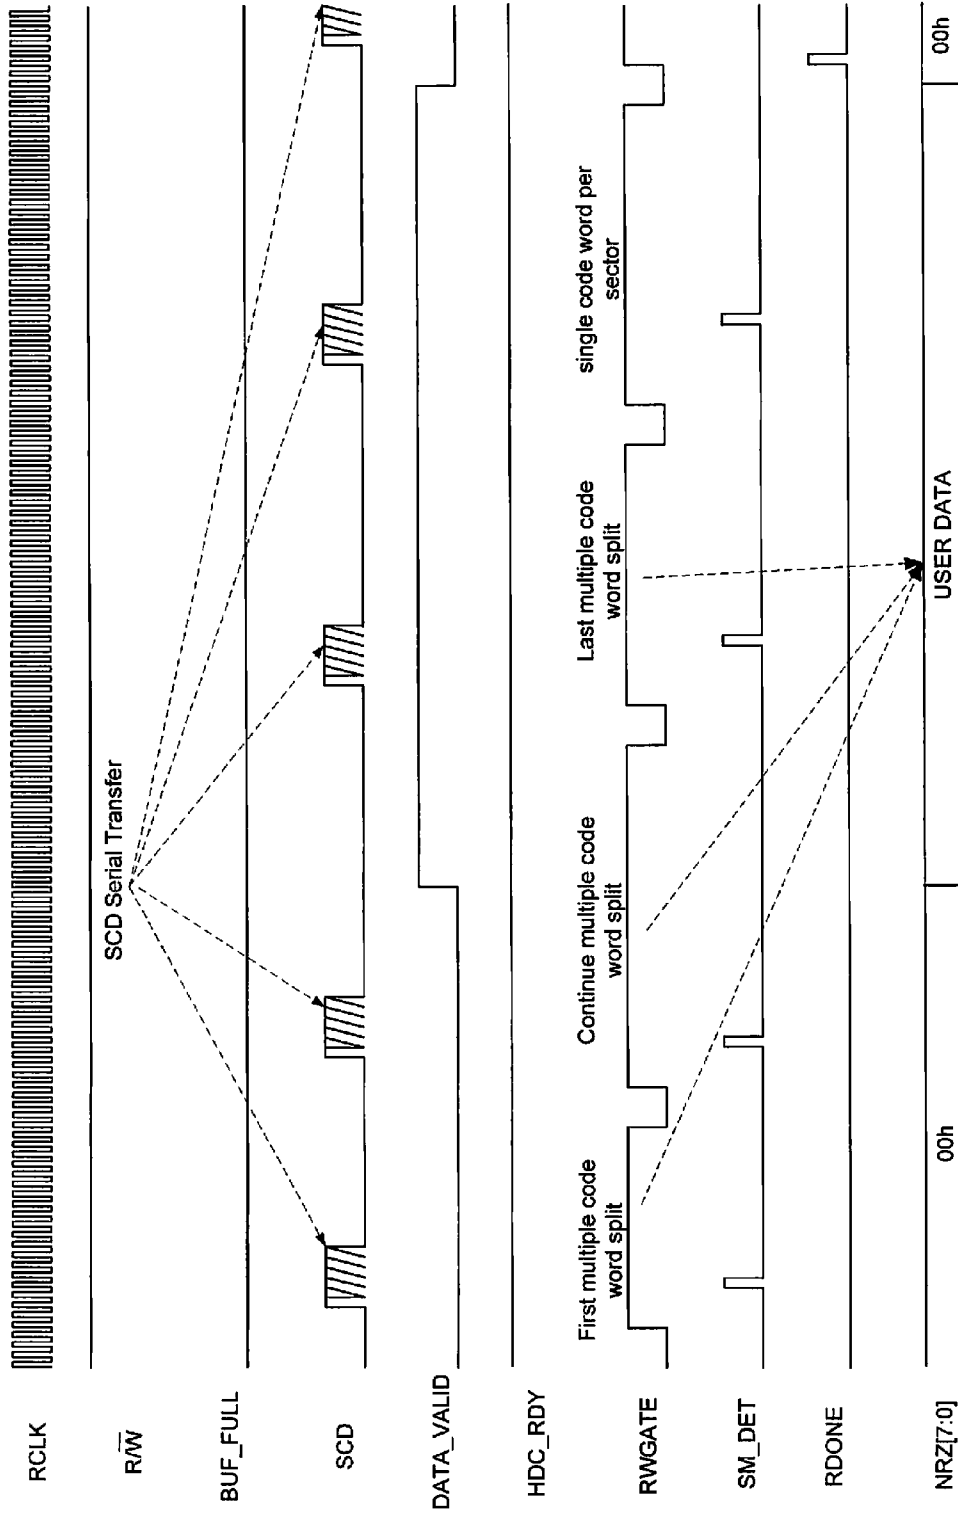 RCLK
R/W̅
SCD Serial Transfer
BUF_FULL
SCD
DATA_VALID
HDC_RDY
First multiple code
word split
Continue multiple code
word split
Last multiple code
word split
single code word per
sector
RWGATE
SM_DET
RDONE
NRZ[7:0]
00h
USER DATA
00h